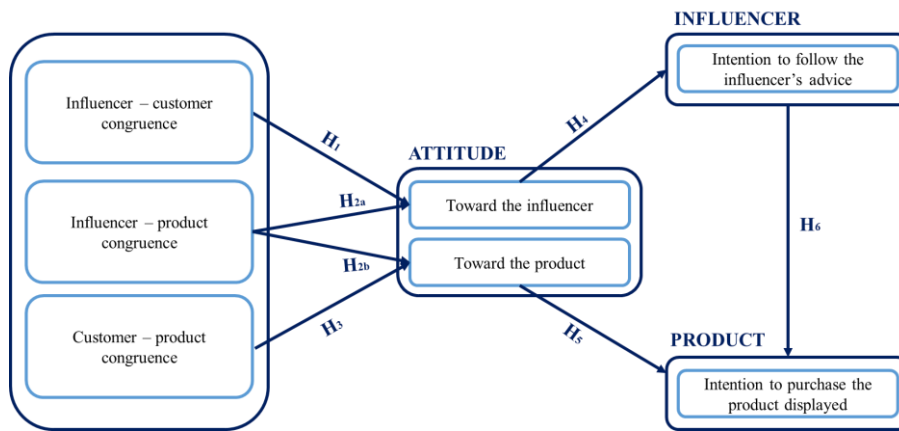 INFLUENCER
Intention to follow the
influencer's advice
Influencer – customer
congruence
H1
H4
ATTITUDE
Influencer – product
congruence
H2a
Toward the influencer
H6
H2b
Toward the product
Customer – product
congruence
H3
H5
PRODUCT
Intention to purchase the
product displayed